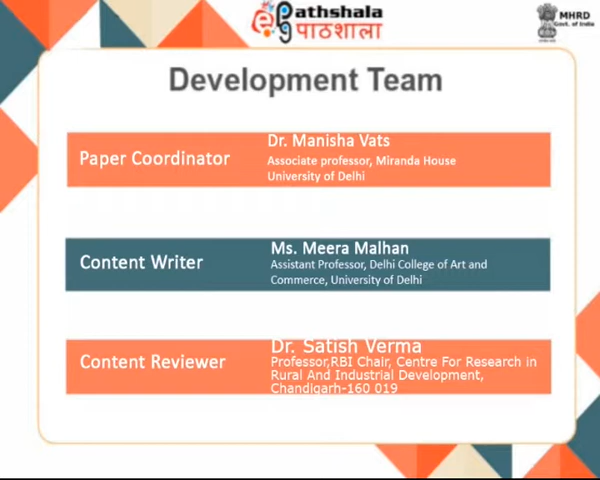 epathshala
पाठशाला
MHRD
Govt. of India
Development Team
Paper Coordinator
Dr. Manisha Vats
Associate professor, Miranda House
University of Delhi
Content Writer
Ms. Meera Malhan
Assistant Professor, Delhi College of Art and
Commerce, University of Delhi
Content Reviewer
Dr. Satish Verma
Professor,RBI Chair, Centre For Research in
Rural And Industrial Development,
Chandigarh-160 019